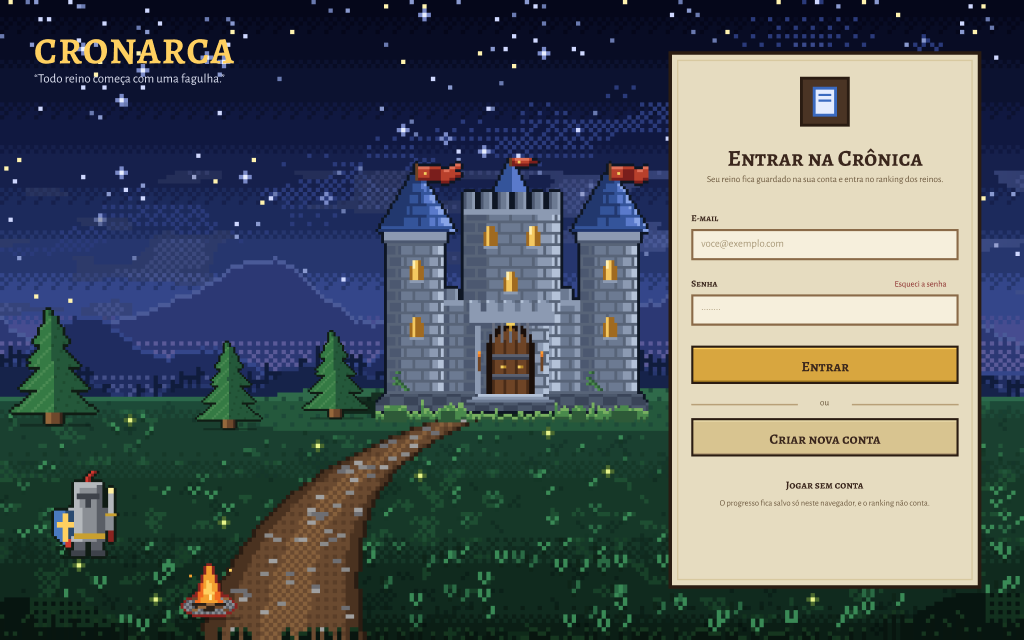 CRONARCA
"Todo reino começa com uma fagulha."
Entrar na Crônica
Seu reino fica guardado na sua conta e entra no ranking dos reinos.
E-mail
voce@exemplo.com
Senha
Esqueci a senha
........
Entrar
ou
Criar nova conta
Jogar sem conta
O progresso fica salvo só neste navegador, e o ranking não conta.